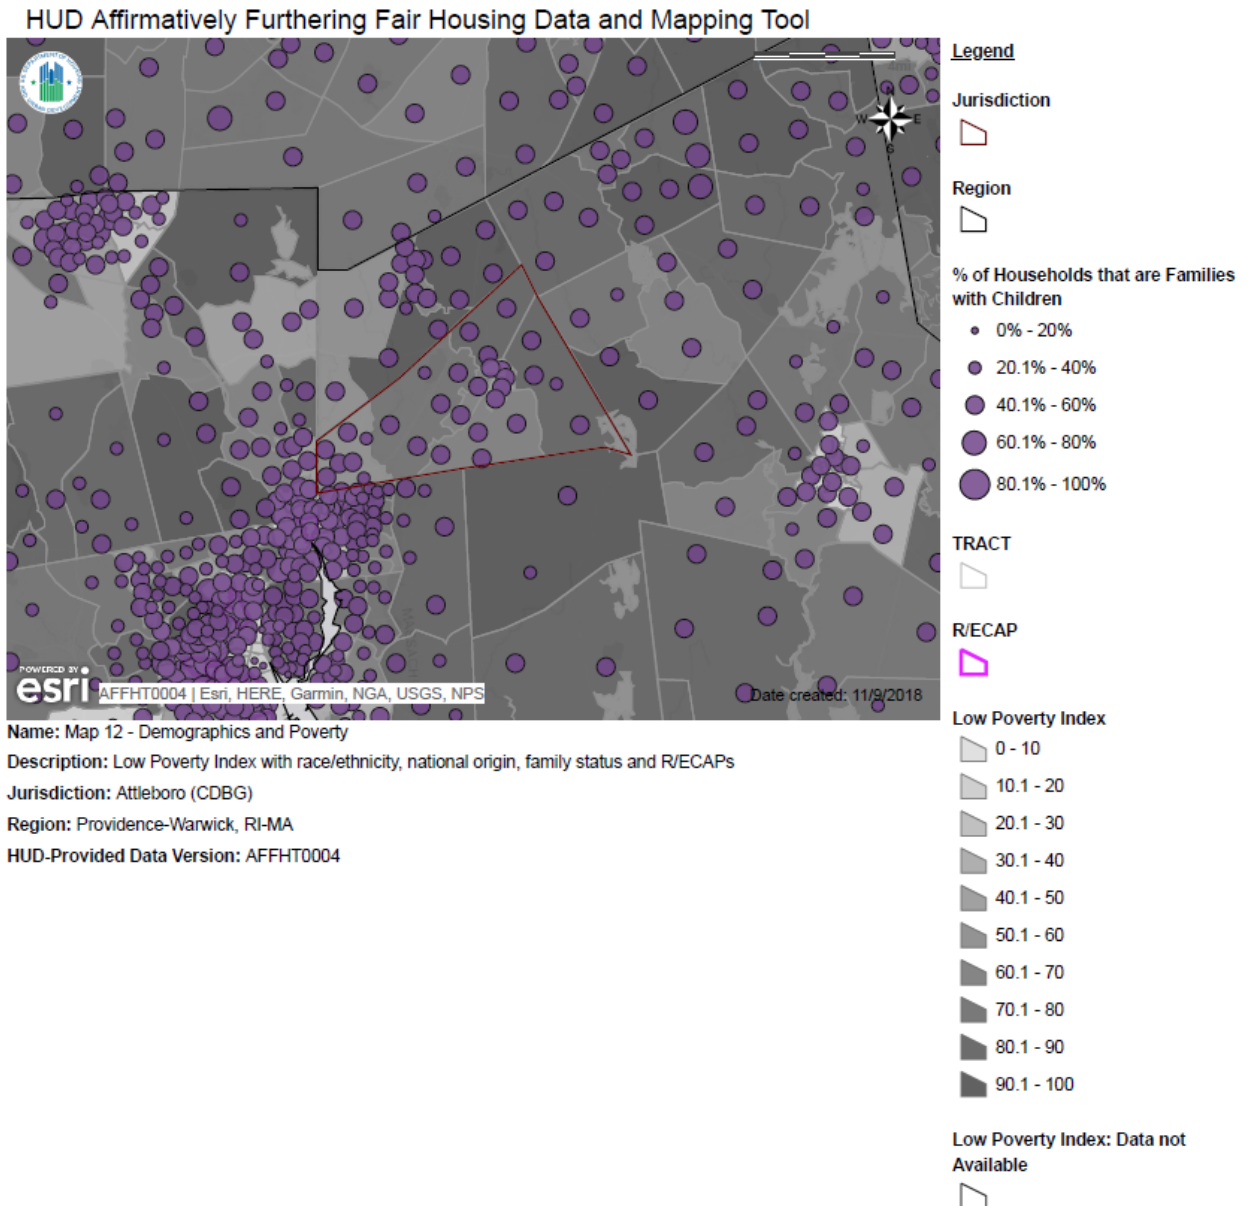 HUD Affirmatively Furthering Fair Housing Data and Mapping Tool
N
W E
S
POWERED BY
esri
AFFHT0004 | Esri, HERE, Garmin, NGA, USGS, NPS
Date created: 11/9/2018
Name: Map 12 - Demographics and Poverty
Description: Low Poverty Index with race/ethnicity, national origin, family status and R/ECAPs
Jurisdiction: Attleboro (CDBG)
Region: Providence-Warwick, RI-MA
HUD-Provided Data Version: AFFHT0004
Legend
Jurisdiction
Region
% of Households that are Families
with Children
0% - 20%
20.1% - 40%
40.1% - 60%
60.1% - 80%
80.1% - 100%
TRACT
R/ECAP
Low Poverty Index
0 - 10
10.1 - 20
20.1 - 30
30.1 - 40
40.1 - 50
50.1 - 60
60.1 - 70
70.1 - 80
80.1 - 90
90.1 - 100
Low Poverty Index: Data not
Available